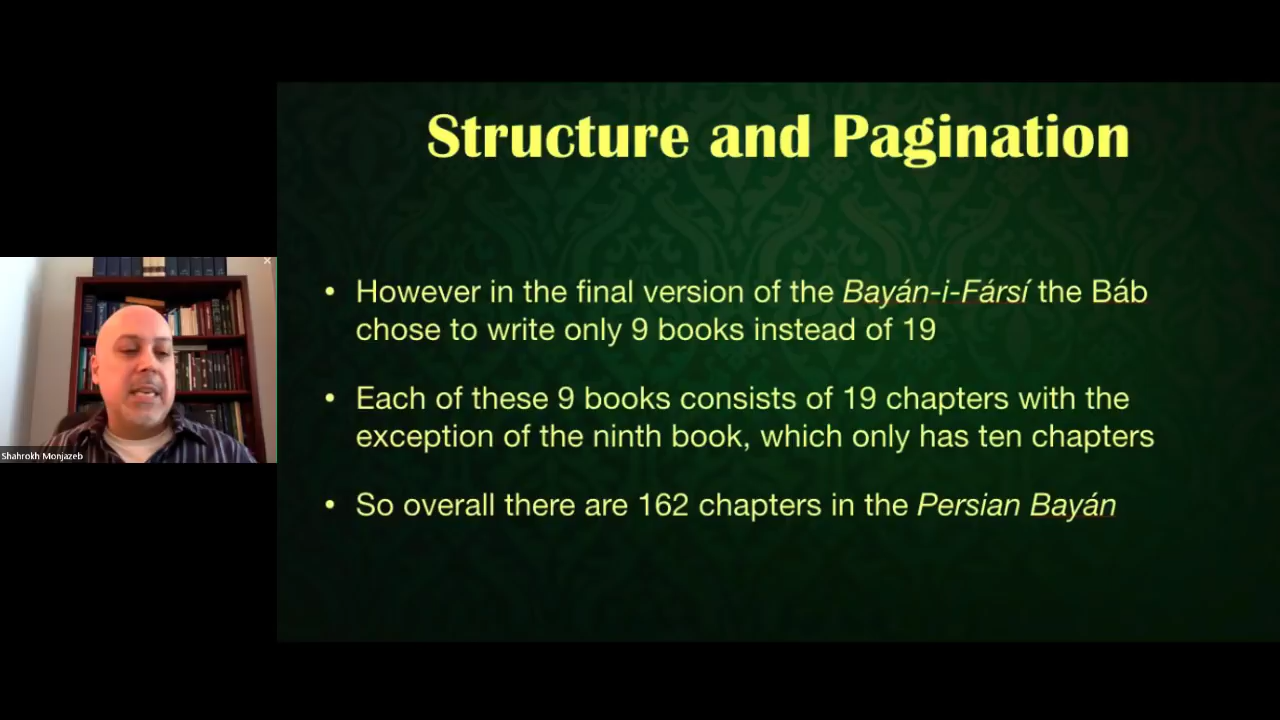 Structure and Pagination
• However in the final version of the Bayán-i-Fársí the Báb
chose to write only 9 books instead of 19
• Each of these 9 books consists of 19 chapters with the
exception of the ninth book, which only has ten chapters
• So overall there are 162 chapters in the Persian Bayán
Shahrokh Monjazeb